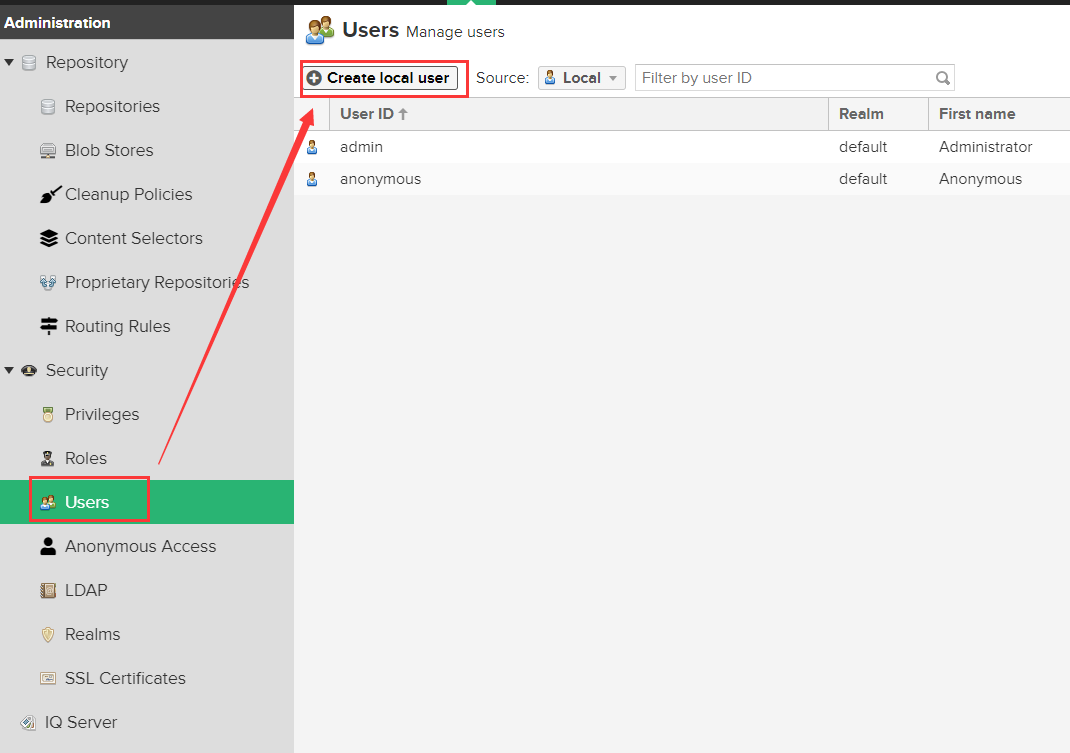 Administration
Repository
Repositories
Blob Stores
Cleanup Policies
Content Selectors
Proprietary Repositories
Routing Rules
Security
Privileges
Roles
Users
Anonymous Access
LDAP
Realms
SSL Certificates
IQ Server
Users Manage users
Create local user Source: Local Filter by user ID
User ID Realm First name
admin default Administrator
anonymous default Anonymous